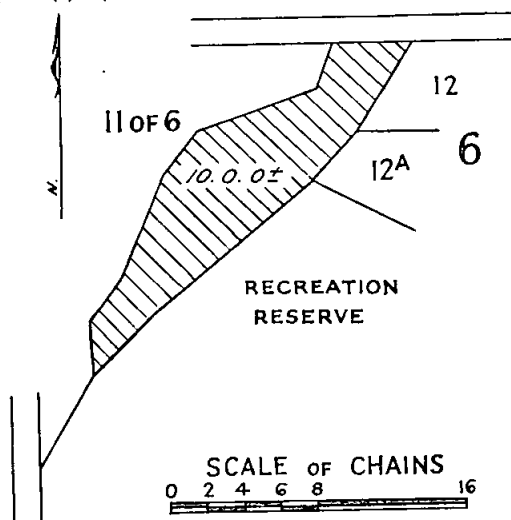 12
11 OF 6
6
10. 0. 0±
12A
N.
RECREATION
RESERVE
SCALE OF CHAINS
0 2 4 6 8 16